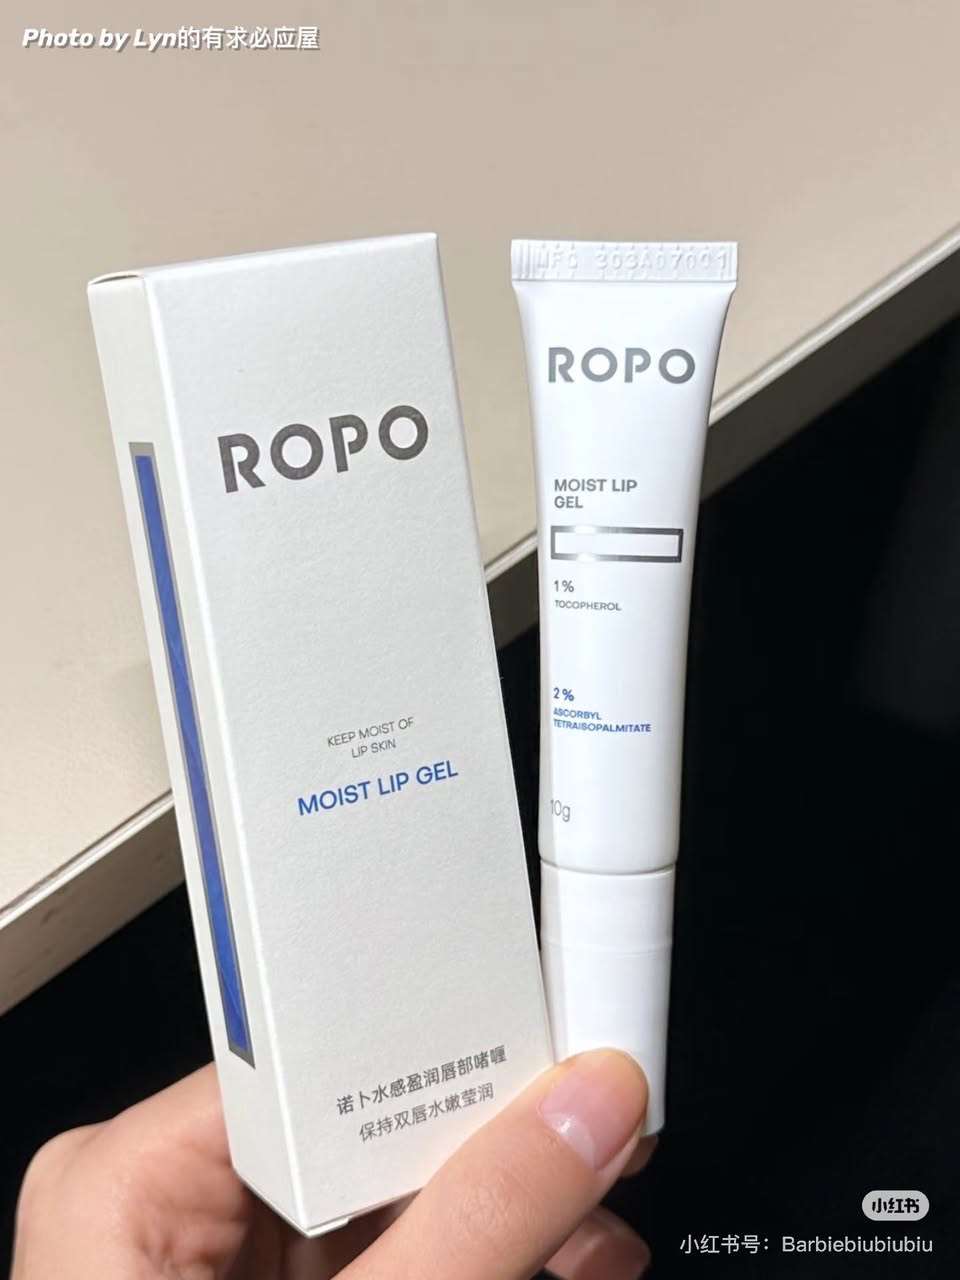 Photo by Lyn的有求必应屋
ROPO
KEEP MOIST OF
LIP SKIN
MOIST LIP GEL
诺卜水感盈润唇部啫喱
保持双唇水嫩莹润
MFG 303A07001
ROPO
MOIST LIP
GEL
1%
TOCOPHEROL
2%
ASCORBYL
TETRAISOPALMITATE
10g
小红书
小红书号：Barbiebiubiubiu